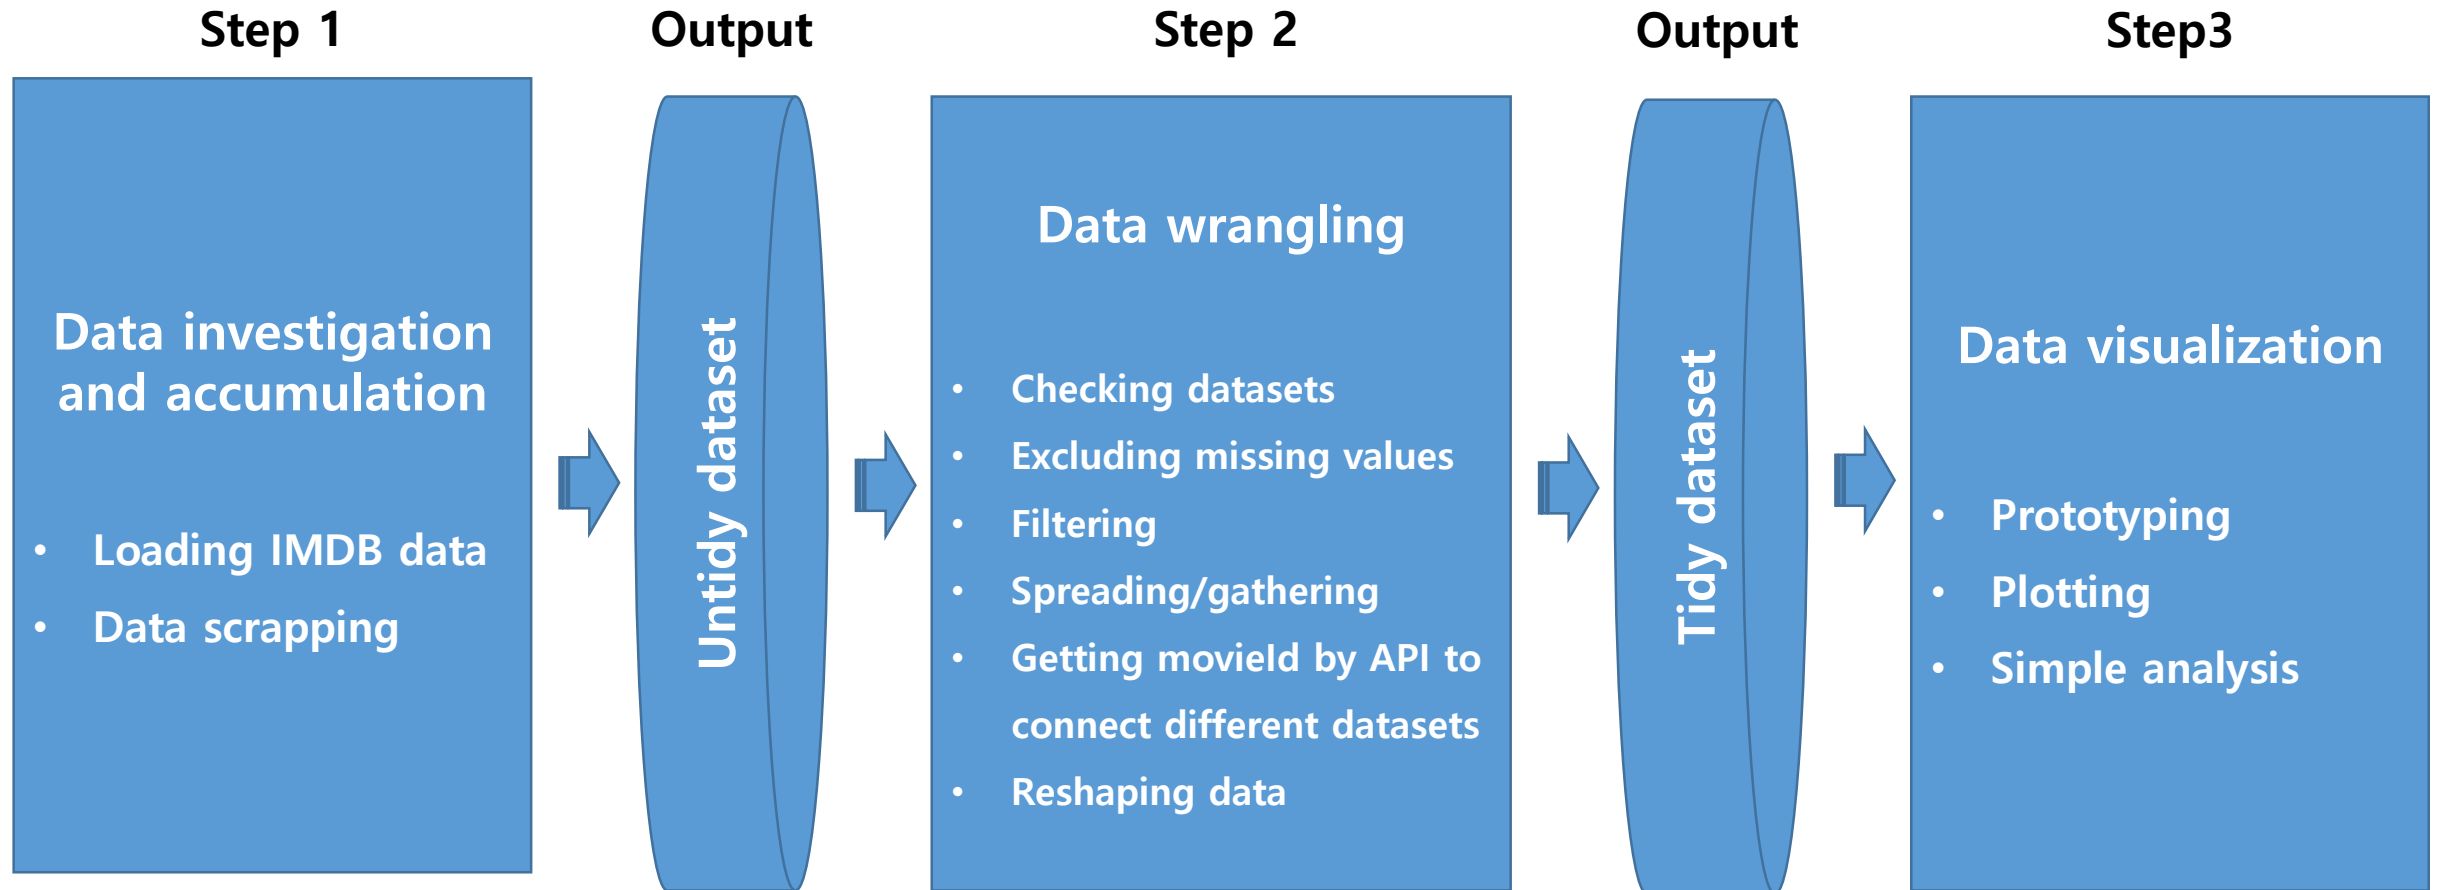 Step 1
Data investigation
and accumulation
• Loading IMDB data
• Data scrapping
Output
Untidy dataset
Step 2
Data wrangling
• Checking datasets
• Excluding missing values
• Filtering
• Spreading/gathering
• Getting movieId by API to
connect different datasets
• Reshaping data
Output
Tidy dataset
Step3
Data visualization
• Prototyping
• Plotting
• Simple analysis